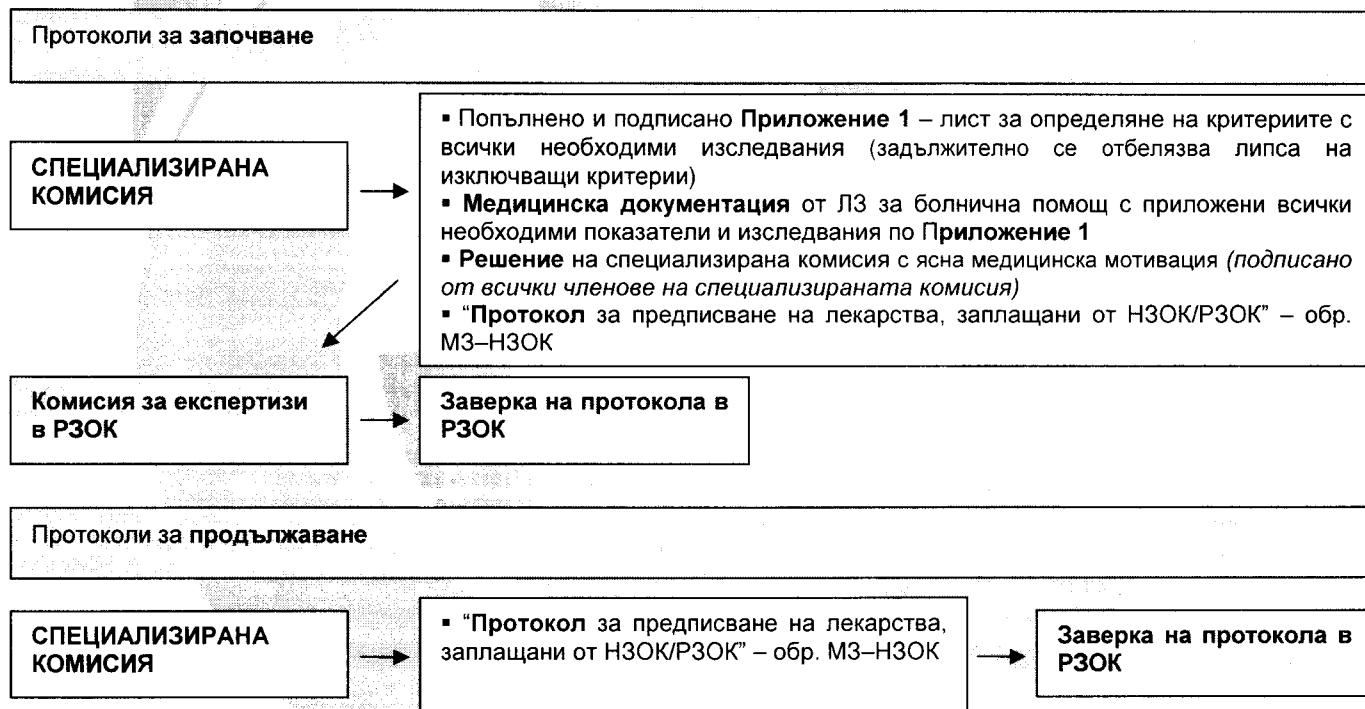 Протоколи за започване
СПЕЦИАЛИЗИРАНА
КОМИСИЯ
▪ Попълнено и подписано Приложение 1 – лист за определяне на критериите с
всички необходими изследвания (задължително се отбелязва липса на
изключващи критерии)
▪ Медицинска документация от ЛЗ за болнична помощ с приложени всички
необходими показатели и изследвания по Приложение 1
▪ Решение на специализирана комисия с ясна медицинска мотивация (подписано
от всички членове на специализираната комисия)
▪ “Протокол за предписване на лекарства, заплащани от НЗОК/РЗОК” – обр.
МЗ–НЗОК
Комисия за експертизи
в РЗОК
Заверка на протокола в
РЗОК
Протоколи за продължаване
СПЕЦИАЛИЗИРАНА
КОМИСИЯ
▪ “Протокол за предписване на лекарства,
заплащани от НЗОК/РЗОК” – обр. МЗ–НЗОК
Заверка на протокола в
РЗОК